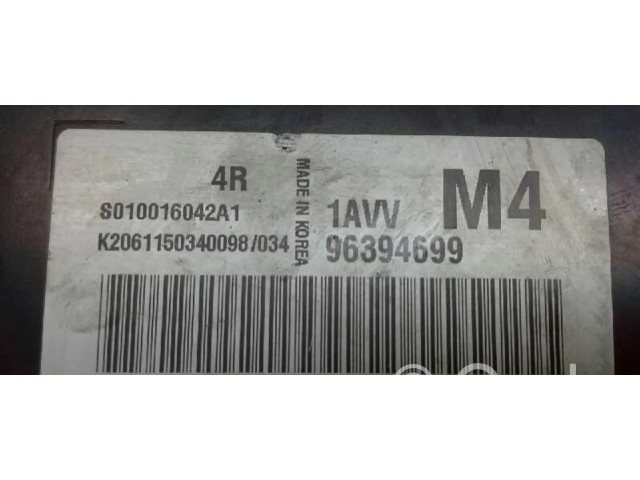 4R
S010016042A1
K2061150340098/034
MADE IN KOREA
1AVV
M4
96394699